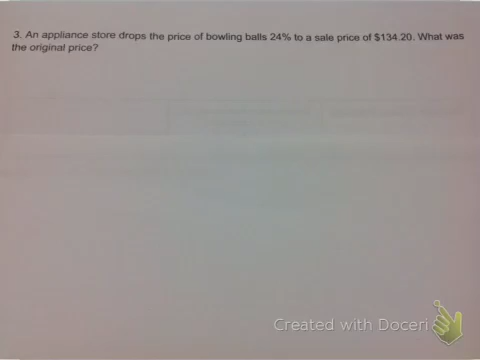 3. An appliance store drops the price of bowling balls 24% to a sale price of $134.20. What was
the original price?
Created with Doceri